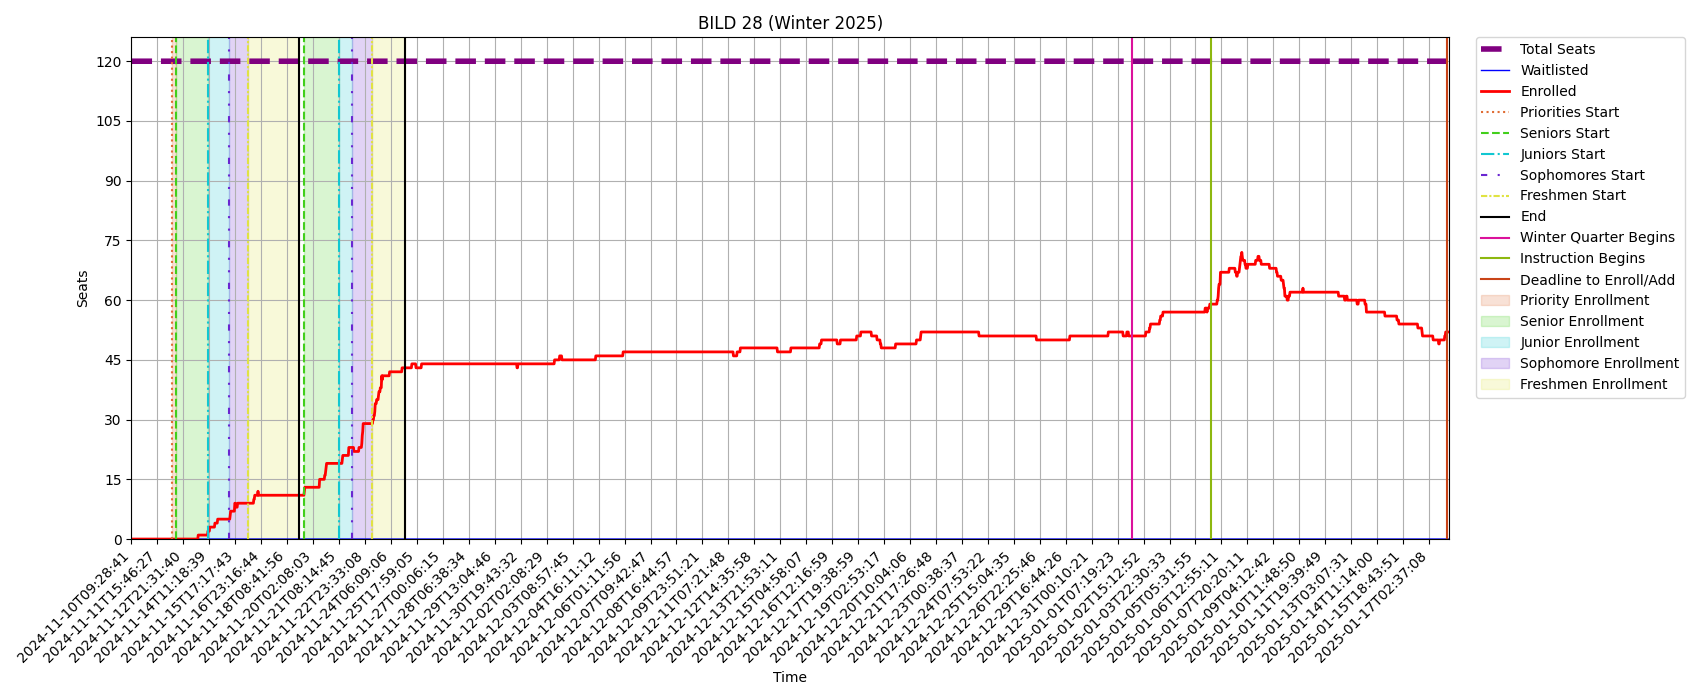 BILD 28 (Winter 2025)
Seats
120
105
90
75
60
45
30
15
0
2024-11-10T09:28:41
2024-11-11T15:46:27
2024-11-12T21:31:40
2024-11-14T11:18:39
2024-11-15T17:17:43
2024-11-16T23:16:44
2024-11-18T08:41:56
2024-11-20T02:08:03
2024-11-21T08:14:45
2024-11-22T23:33:08
2024-11-24T06:09:06
2024-11-25T17:59:05
2024-11-27T00:06:15
2024-11-28T06:38:34
2024-11-29T13:04:46
2024-11-30T19:43:32
2024-12-02T02:08:29
2024-12-03T08:57:45
2024-12-04T16:11:12
2024-12-06T01:11:56
2024-12-07T09:42:47
2024-12-08T16:44:57
2024-12-09T23:51:21
2024-12-11T07:21:48
2024-12-12T14:35:58
2024-12-13T21:53:11
2024-12-15T04:58:07
2024-12-16T12:16:59
2024-12-17T19:38:59
2024-12-19T02:53:17
2024-12-20T10:04:06
2024-12-21T17:26:48
2024-12-23T00:38:37
2024-12-24T07:53:22
2024-12-25T15:04:35
2024-12-26T22:25:46
2024-12-29T16:44:26
2024-12-31T00:10:21
2025-01-01T07:19:23
2025-01-02T15:12:52
2025-01-03T22:30:33
2025-01-05T05:31:55
2025-01-06T12:55:11
2025-01-07T20:20:11
2025-01-09T04:12:42
2025-01-10T11:48:50
2025-01-11T19:39:49
2025-01-13T03:07:31
2025-01-14T11:14:00
2025-01-15T18:43:51
2025-01-17T02:37:08
Time
Total Seats
Waitlisted
Enrolled
Priorities Start
Seniors Start
Juniors Start
Sophomores Start
Freshmen Start
End
Winter Quarter Begins
Instruction Begins
Deadline to Enroll/Add
Priority Enrollment
Senior Enrollment
Junior Enrollment
Sophomore Enrollment
Freshmen Enrollment